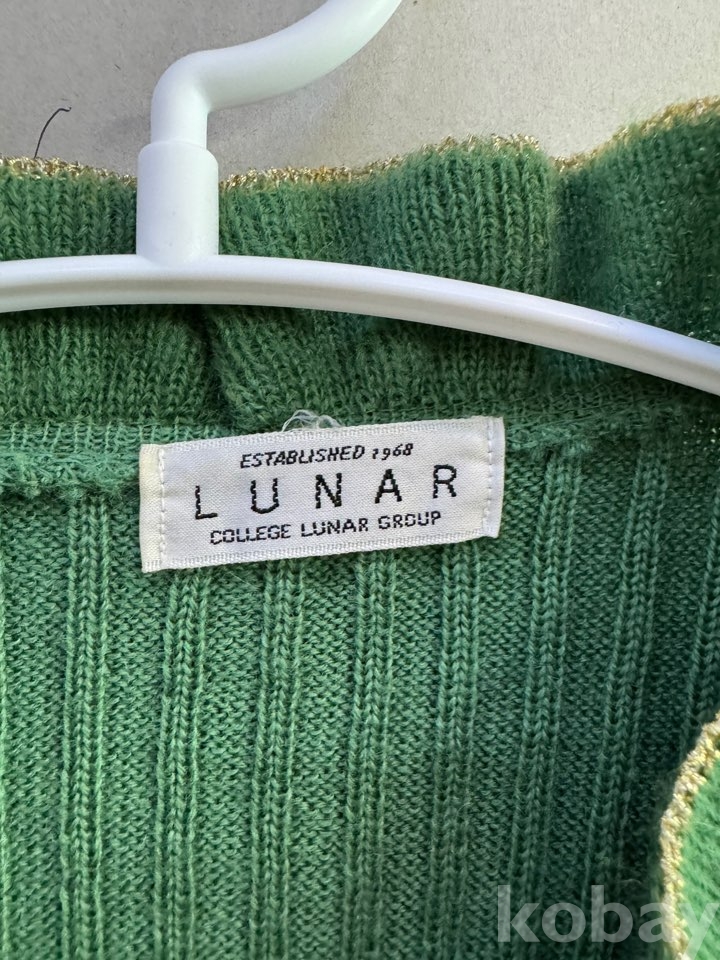 ESTABLISHED 1968
LUNAR
COLLEGE LUNAR GROUP
kobay